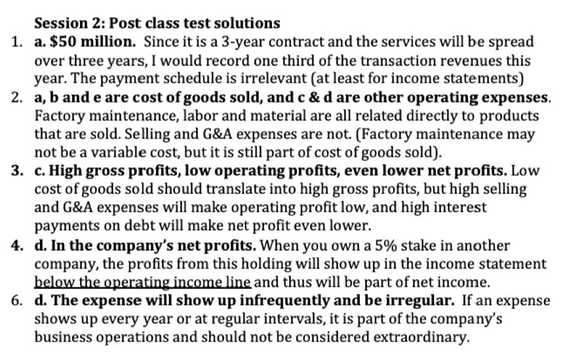 Session 2: Post class test solutions
1. a. $50 million. Since it is a 3-year contract and the services will be spread
over three years, I would record one third of the transaction revenues this
year. The payment schedule is irrelevant (at least for income statements)
2. a, b and e are cost of goods sold, and c & d are other operating expenses.
Factory maintenance, labor and material are all related directly to products
that are sold. Selling and G&A expenses are not. (Factory maintenance may
not be a variable cost, but it is still part of cost of goods sold).
3. c. High gross profits, low operating profits, even lower net profits. Low
cost of goods sold should translate into high gross profits, but high selling
and G&A expenses will make operating profit low, and high interest
payments on debt will make net profit even lower.
4. d. In the company's net profits. When you own a 5% stake in another
company, the profits from this holding will show up in the income statement
below the operating income line and thus will be part of net income.
6. d. The expense will show up infrequently and be irregular. If an expense
shows up every year or at regular intervals, it is part of the company's
business operations and should not be considered extraordinary.